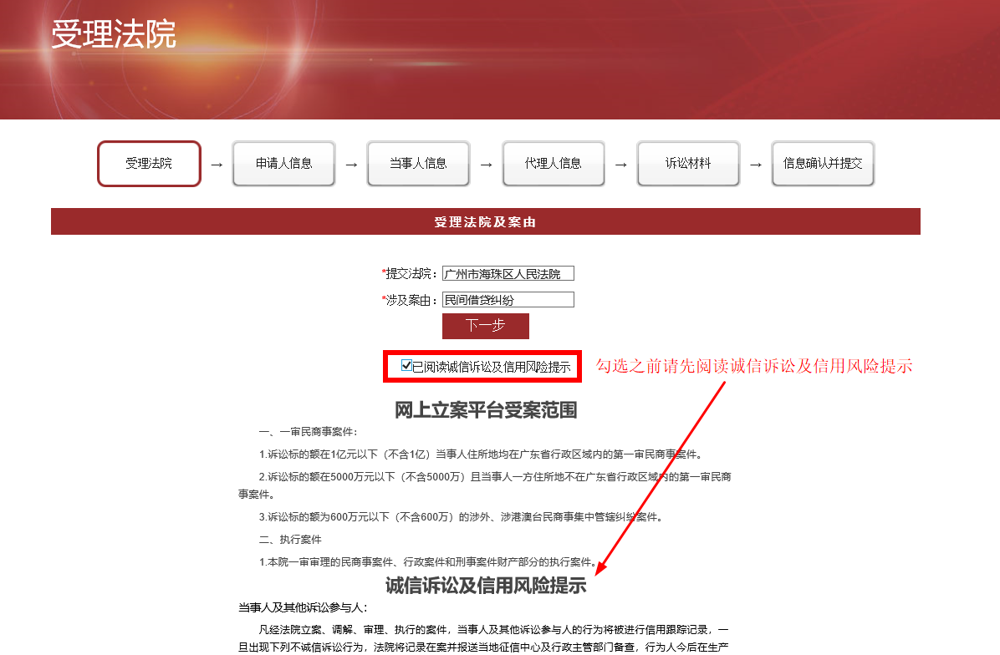 受理法院
受理法院 → 申请人信息 → 当事人信息 → 代理人信息 → 诉讼材料 → 信息确认并提交
受理法院及案由
*提交法院：广州市海珠区人民法院
*涉及案由：民间借贷纠纷
下一步
已阅读诚信诉讼及信用风险提示
勾选之前请先阅读诚信诉讼及信用风险提示
网上立案平台受案范围
一、一审民商事案件：
1.诉讼标的额在1亿元以下（不含1亿）当事人住所地均在广东省行政区域内的第一审民商事案件。
2.诉讼标的额在5000万元以下（不含5000万）且当事人一方住所地不在广东省行政区域内的第一审民商
事案件。
3.诉讼标的额为600万元以下（不含600万）的涉外、涉港澳台民商事集中管辖纠纷案件。
二、执行案件
1.本院一审审理的民商事案件、行政案件和刑事案件财产部分的执行案件。
诚信诉讼及信用风险提示
当事人及其他诉讼参与人：
凡经法院立案、调解、审理、执行的案件，当事人及其他诉讼参与人的行为将被进行信用跟踪记录，一
旦出现下列不诚信诉讼行为，法院将记录在案并报送当地征信中心及行政主管部门备查，行为人今后在生产